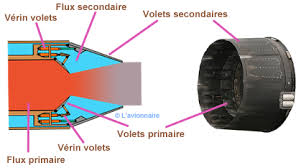 Flux secondaire
Vérin volets
Volets secondaires
© L'avionnaire
Volets primaire
Vérin volets
Flux primaire